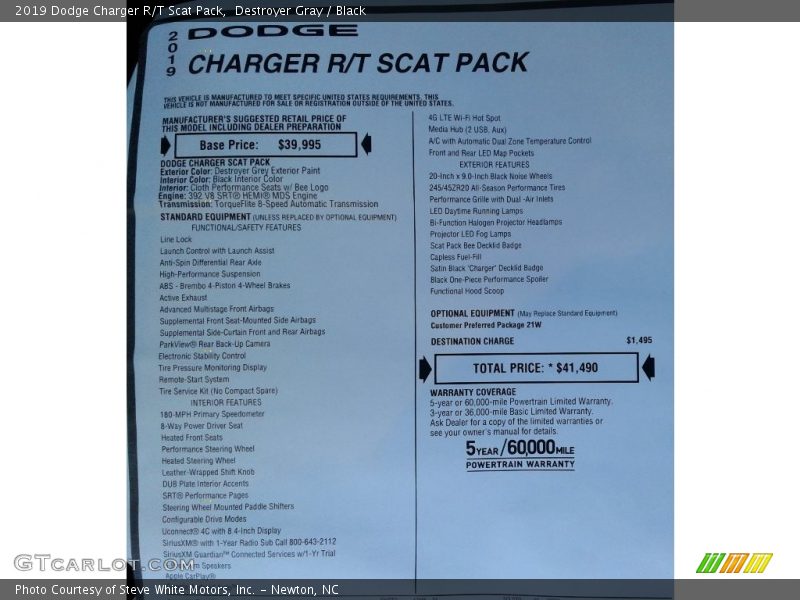 2019 Dodge Charger R/T Scat Pack,  Destroyer Gray / Black
2019
DODGE
CHARGER R/T SCAT PACK
THIS VEHICLE IS MANUFACTURED TO MEET SPECIFIC UNITED STATES REQUIREMENTS. THIS
VEHICLE IS NOT MANUFACTURED FOR SALE OR REGISTRATION OUTSIDE OF THE UNITED STATES.
MANUFACTURER'S SUGGESTED RETAIL PRICE OF
THIS MODEL INCLUDING DEALER PREPARATION
Base Price: $39,995
DODGE CHARGER SCAT PACK
Exterior Color: Destroyer Grey Exterior Paint
Interior Color: Black Interior Color
Interior: Cloth Performance Seats w/ Bee Logo
Engine: 392 V8 SRT® HEMI® MDS Engine
Transmission: TorqueFlite 8-Speed Automatic Transmission
STANDARD EQUIPMENT (UNLESS REPLACED BY OPTIONAL EQUIPMENT)
FUNCTIONAL/SAFETY FEATURES
Line Lock
Launch Control with Launch Assist
Anti-Spin Differential Rear Axle
High-Performance Suspension
ABS - Brembo 4-Piston 4-Wheel Brakes
Active Exhaust
Advanced Multistage Front Airbags
Supplemental Front Seat-Mounted Side Airbags
Supplemental Side-Curtain Front and Rear Airbags
ParkView® Rear Back-Up Camera
Electronic Stability Control
Tire Pressure Monitoring Display
Remote-Start System
Tire Service Kit (No Compact Spare)
INTERIOR FEATURES
180-MPH Primary Speedometer
8-Way Power Driver Seat
Heated Front Seats
Performance Steering Wheel
Heated Steering Wheel
Leather-Wrapped Shift Knob
DUB Plate Interior Accents
SRT® Performance Pages
Steering Wheel Mounted Paddle Shifters
Configurable Drive Modes
Uconnect® 4C with 8.4-Inch Display
SiriusXM® with 1-Year Radio Sub Call 800-643-2112
SiriusXM Guardian™ Connected Services w/1-Yr Trial
Speakers
Apple CarPlay®
4G LTE Wi-Fi Hot Spot
Media Hub (2 USB, Aux)
A/C with Automatic Dual Zone Temperature Control
Front and Rear LED Map Pockets
EXTERIOR FEATURES
20-Inch x 9.0-Inch Black Noise Wheels
245/45ZR20 All-Season Performance Tires
Performance Grille with Dual -Air Inlets
LED Daytime Running Lamps
Bi-Function Halogen Projector Headlamps
Projector LED Fog Lamps
Scat Pack Bee Decklid Badge
Capless Fuel-Fill
Satin Black 'Charger' Decklid Badge
Black One-Piece Performance Spoiler
Functional Hood Scoop
OPTIONAL EQUIPMENT (May Replace Standard Equipment)
Customer Preferred Package 21W
DESTINATION CHARGE $1,495
TOTAL PRICE: * $41,490
WARRANTY COVERAGE
5-year or 60,000-mile Powertrain Limited Warranty.
3-year or 36,000-mile Basic Limited Warranty.
Ask Dealer for a copy of the limited warranties or
see your owner's manual for details.
5YEAR/60,000MILE
POWERTRAIN WARRANTY
GTCarlot.com
Photo Courtesy of Steve White Motors, Inc. – Newton, NC